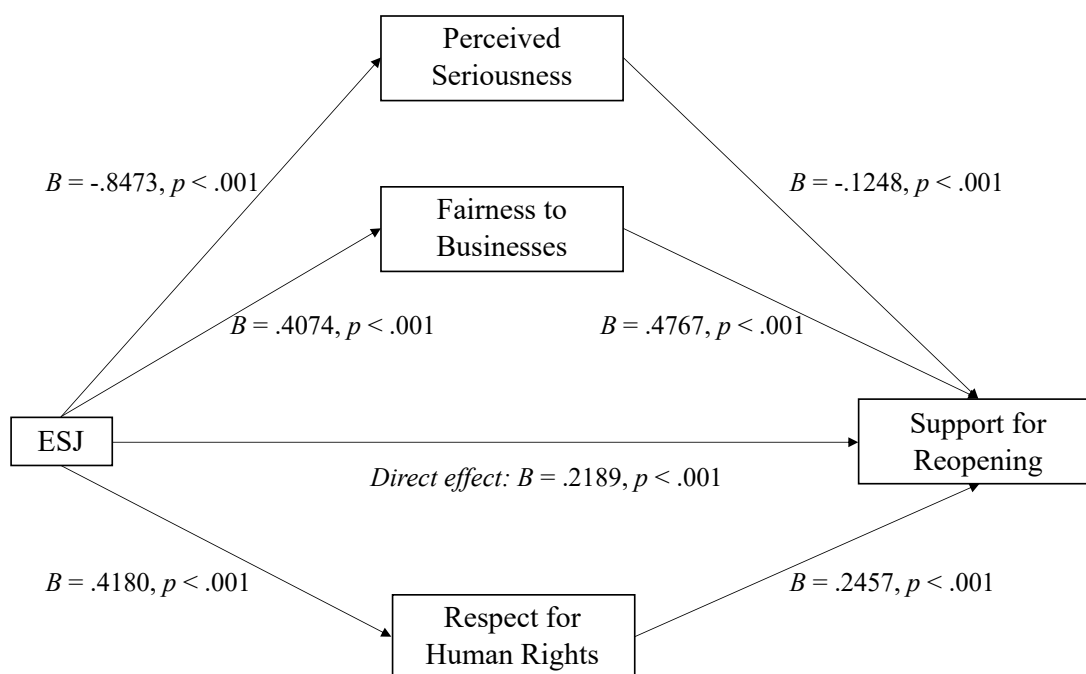 Perceived
Seriousness
B = -.8473, p < .001
B = -.1248, p < .001
Fairness to
Businesses
B = .4074, p < .001
B = .4767, p < .001
ESJ
Support for
Reopening
Direct effect: B = .2189, p < .001
B = .4180, p < .001
B = .2457, p < .001
Respect for
Human Rights